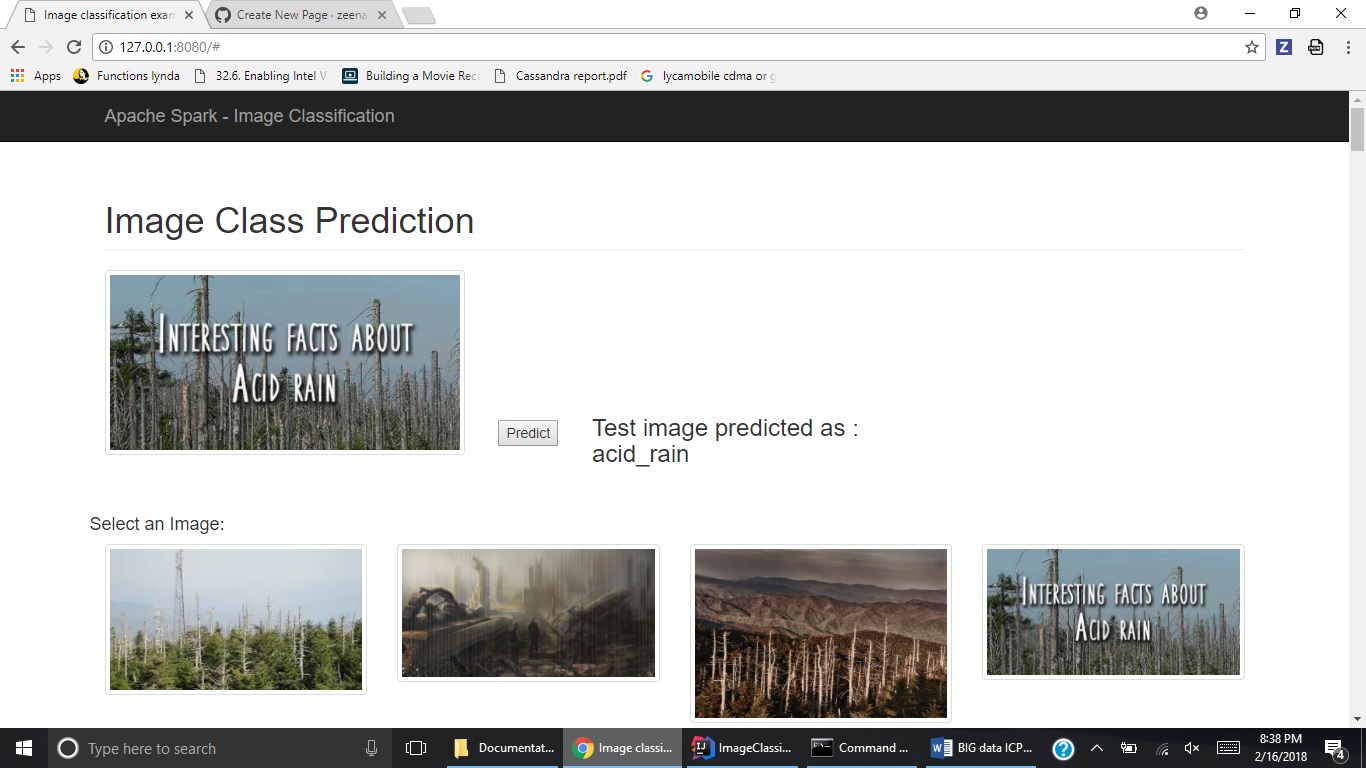 Image classification exam
Create New Page · zeena
127.0.0.1:8080/#
Apps
Functions lynda
32.6. Enabling Intel V
Building a Movie Rec
Cassandra report.pdf
lycamobile cdma or g
Apache Spark - Image Classification
Image Class Prediction
INTERESTING FACTS ABOUT
ACID RAIN
Predict
Test image predicted as :
acid_rain
Select an Image:
INTERESTING FACTS ABOUT
ACID RAIN
Type here to search
Documentat...
Image classi...
ImageClassi...
Command ...
BIG data ICP...
8:38 PM
2/16/2018
4